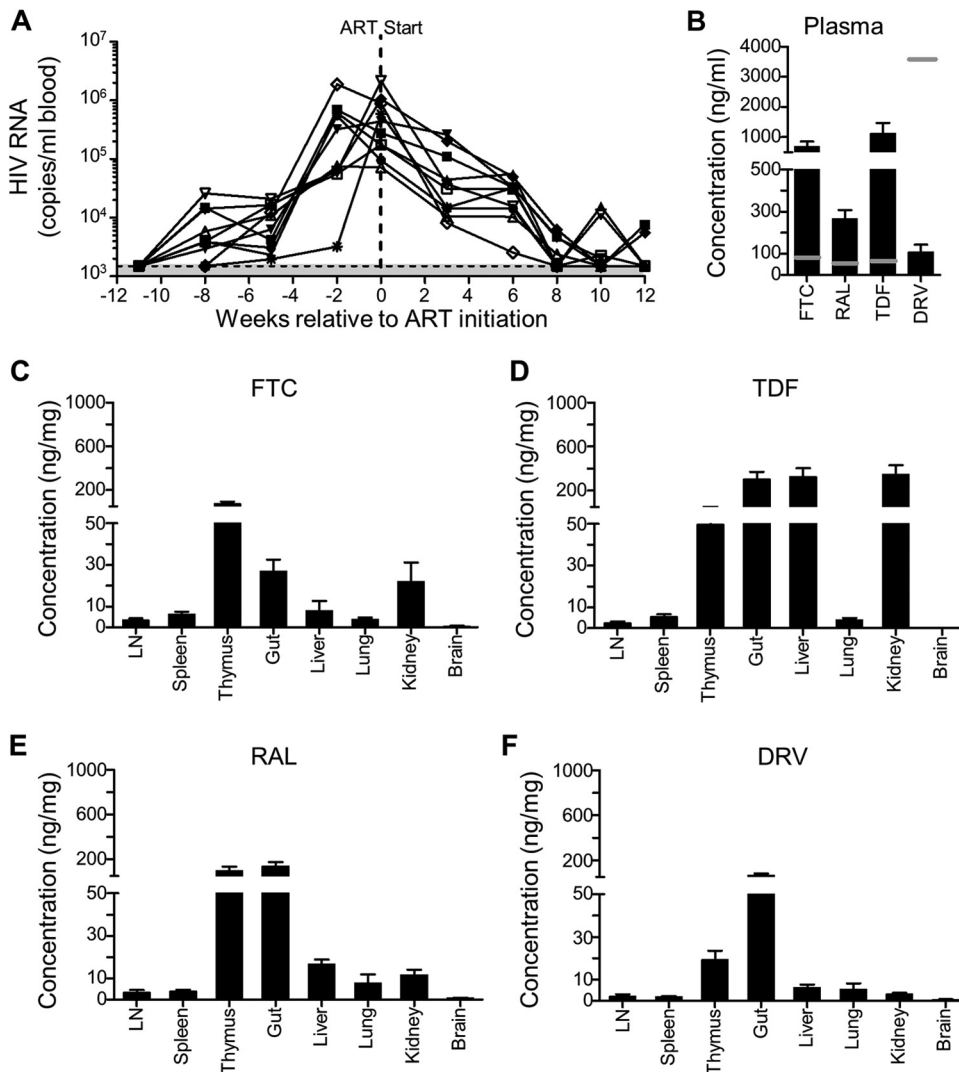 A
ART Start
HIV RNA
(copies/ml blood)
10⁷
10⁶
10⁵
10⁴
10³
-12 -10 -8 -6 -4 -2 0 2 4 6 8 10 12
Weeks relative to ART initiation
B Plasma
Concentration (ng/ml)
4000
3000
2000
1000
500
300
100
0
FTC RAL TDF DRV
C FTC
Concentration (ng/mg)
1000
600
200
50
30
10
0
LN Spleen Thymus Gut Liver Lung Kidney Brain
D TDF
Concentration (ng/mg)
1000
600
200
50
30
10
0
LN Spleen Thymus Gut Liver Lung Kidney Brain
E RAL
Concentration (ng/mg)
1000
600
200
50
30
10
0
LN Spleen Thymus Gut Liver Lung Kidney Brain
F DRV
Concentration (ng/mg)
1000
600
200
50
30
10
0
LN Spleen Thymus Gut Liver Lung Kidney Brain